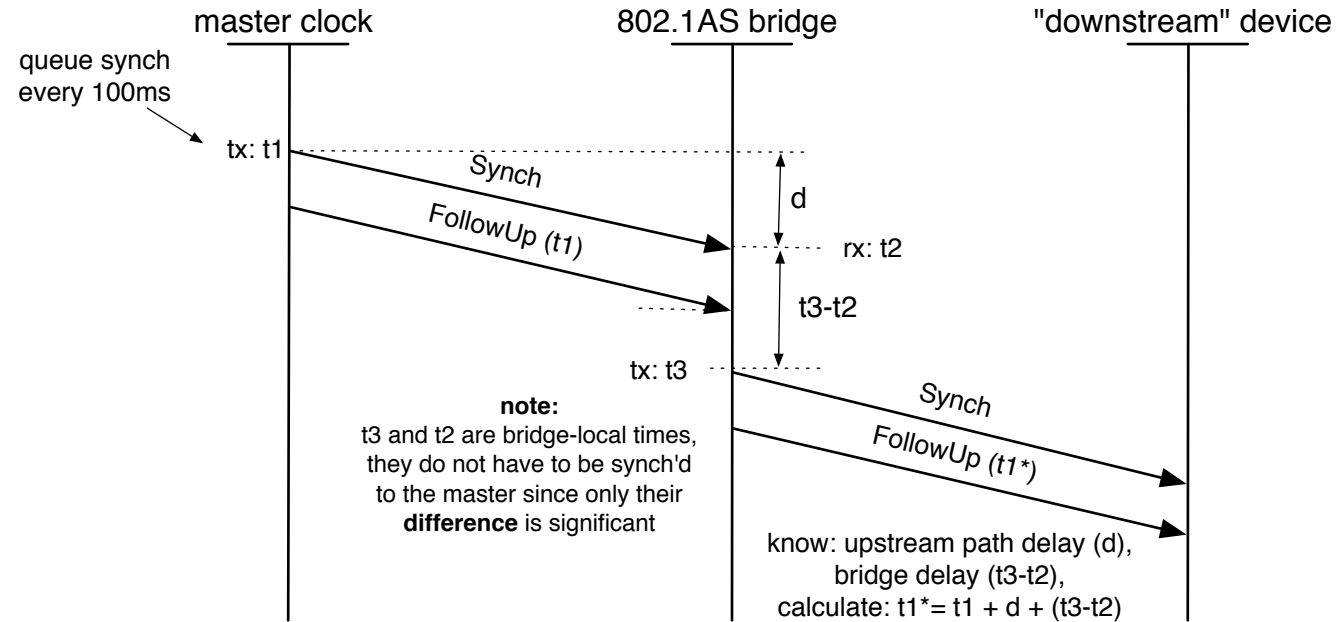 master clock
802.1AS bridge
"downstream" device
queue synch
every 100ms
tx: t1
Synch
d
FollowUp (t1)
rx: t2
t3-t2
tx: t3
Synch
note:
t3 and t2 are bridge-local times,
they do not have to be synch'd
to the master since only their
difference is significant
FollowUp (t1*)
know: upstream path delay (d),
bridge delay (t3-t2),
calculate: t1*= t1 + d + (t3-t2)